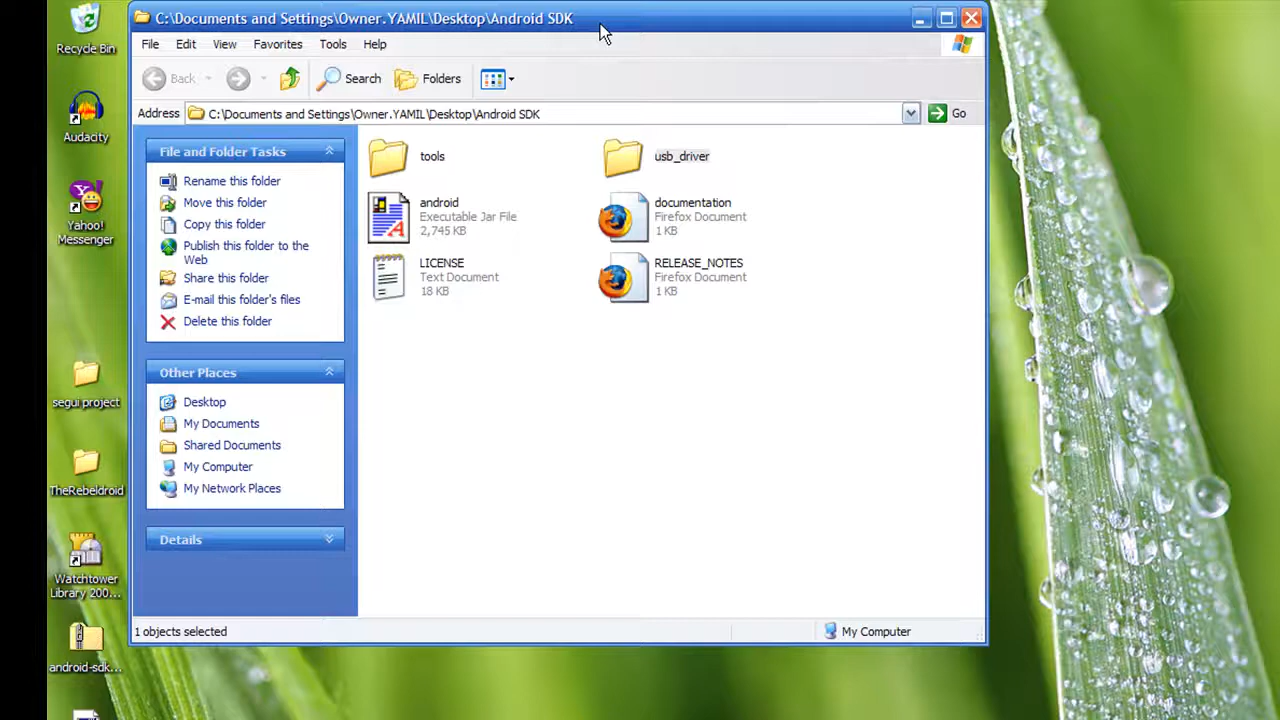 Recycle Bin
Audacity
Yahoo!
Messenger
segui project
TheRebeldroid
Watchtower
Library 200...
android-sdk...
C:\Documents and Settings\Owner.YAMIL\Desktop\Android SDK
File Edit View Favorites Tools Help
Back Search Folders
Address C:\Documents and Settings\Owner.YAMIL\Desktop\Android SDK Go
File and Folder Tasks
Rename this folder
Move this folder
Copy this folder
Publish this folder to the
Web
Share this folder
E-mail this folder's files
Delete this folder
Other Places
Desktop
My Documents
Shared Documents
My Computer
My Network Places
Details
tools
usb_driver
android
Executable Jar File
2,745 KB
documentation
Firefox Document
1 KB
LICENSE
Text Document
18 KB
RELEASE_NOTES
Firefox Document
1 KB
1 objects selected
My Computer